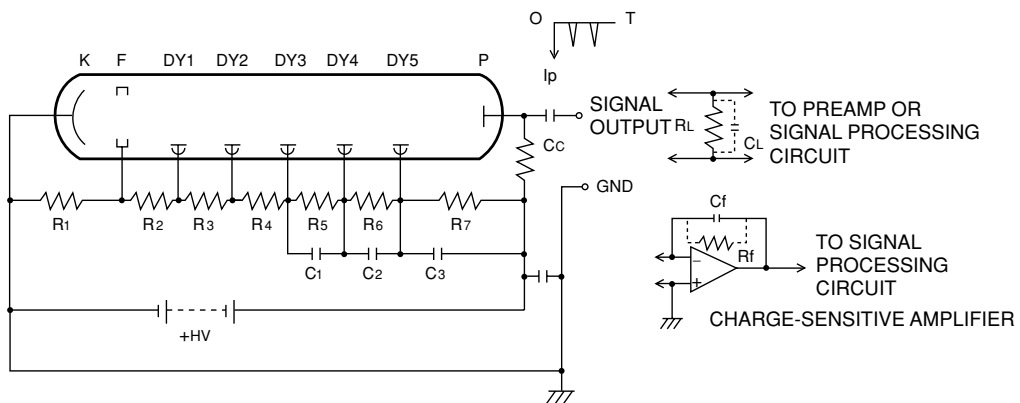 O T
Ip
K F DY1 DY2 DY3 DY4 DY5 P
SIGNAL
OUTPUT
RL
CL
TO PREAMP OR
SIGNAL PROCESSING
CIRCUIT
CC
GND
R1 R2 R3 R4 R5 R6 R7
C1 C2 C3
+HV
Cf
Rf
−
+
TO SIGNAL
PROCESSING
CIRCUIT
CHARGE-SENSITIVE AMPLIFIER